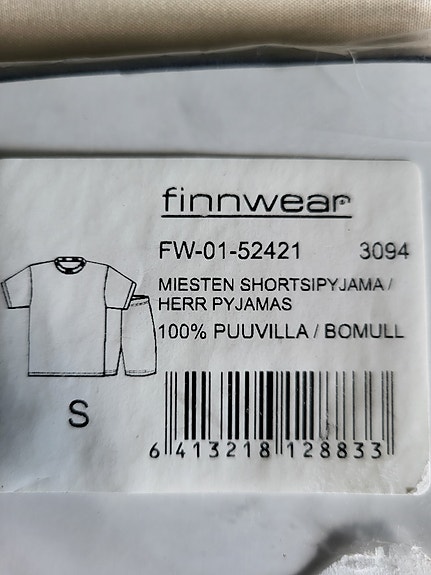 finnwear
FW-01-52421 3094
MIESTEN SHORTSIPYJAMA /
HERR PYJAMAS
100% PUUVILLA / BOMULL
S
6 413218 128833